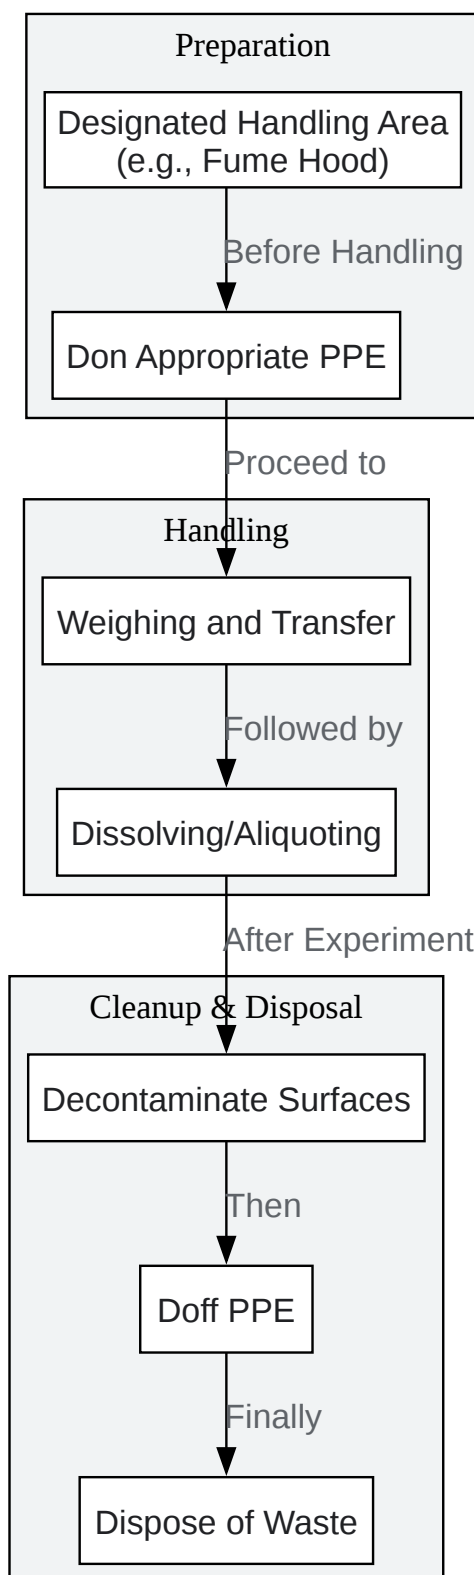 Preparation
Designated Handling Area
(e.g., Fume Hood)
Before Handling
Don Appropriate PPE
Proceed to
Handling
Weighing and Transfer
Followed by
Dissolving/Aliquoting
After Experiment
Cleanup & Disposal
Decontaminate Surfaces
Then
Doff PPE
Finally
Dispose of Waste